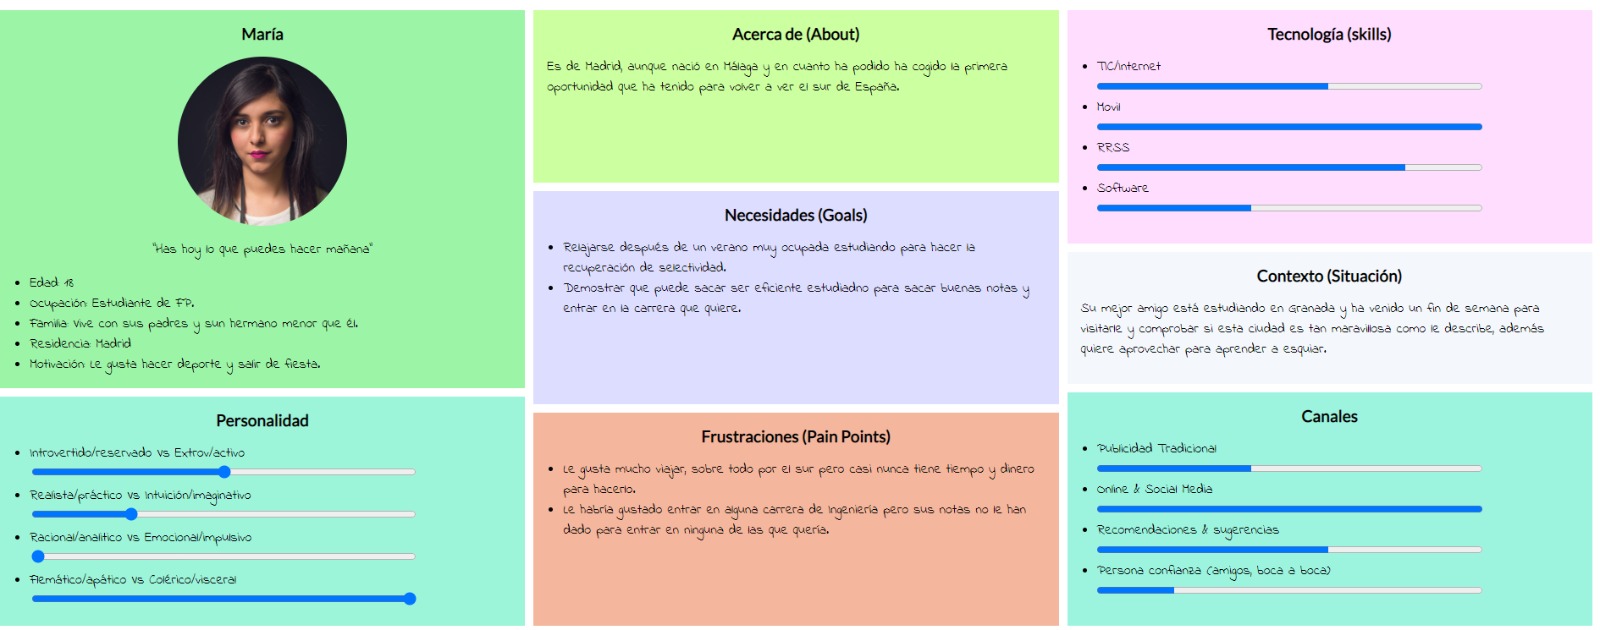 María
"Has hoy lo que puedes hacer mañana"
Edad: 18
Ocupación: Estudiante de FP.
Familia: Vive con sus padres y sun hermano menor que él.
Residencia: Madrid
Motivación: Le gusta hacer deporte y salir de fiesta.
Personalidad
Introvertido/reservado Vs Extrov/activo
Realista/práctico Vs Intuición/imaginativo
Racional/analítico Vs Emocional/impulsivo
Flemático/apático Vs Colérico/visceral
Acerca de (About)
Es de Madrid, aunque nació en Málaga y en cuanto ha podido ha cogido la primera
oportunidad que ha tenido para volver a ver el sur de España.
Necesidades (Goals)
Relajarse después de un verano muy ocupada estudiando para hacer la
recuperación de selectividad.
Demostrar que puede sacar ser eficiente estudiadno para sacar buenas notas y
entrar en la carrera que quiere.
Frustraciones (Pain Points)
Le gusta mucho viajar, sobre todo por el sur pero casi nunca tiene tiempo y dinero
para hacerlo.
Le habría gustado entrar en alguna carrera de Ingeniería pero sus notas no le han
dado para entrar en ninguna de las que quería.
Tecnología (skills)
TIC/Internet
Movil
RRSS
Software
Contexto (Situación)
Su mejor amigo está estudiando en Granada y ha venido un fin de semana para
visitarle y comprobar si esta ciudad es tan maravillosa como le describe, además
quiere aprovechar para aprender a esquiar.
Canales
Publicidad Tradicional
Online & Social Media
Recomendaciones & sugerencias
Persona confianza (amigos, boca a boca)